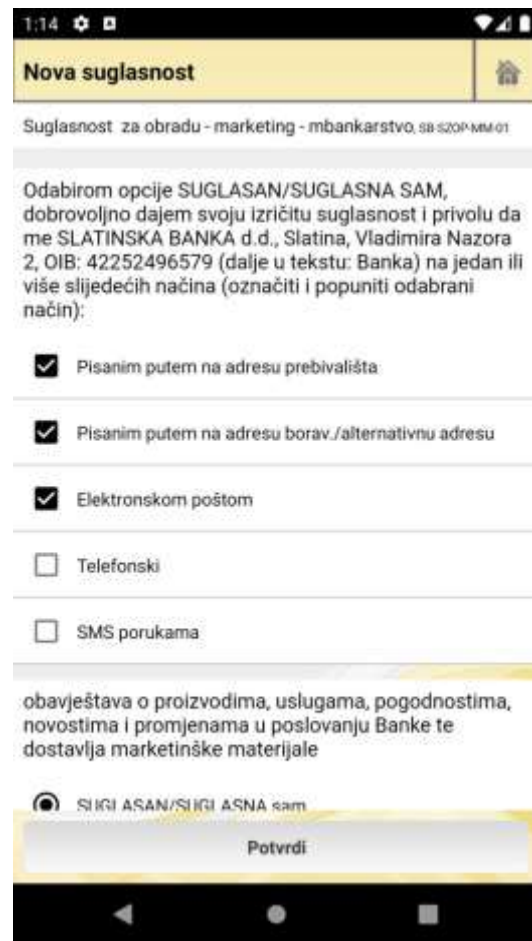 1:14
Nova suglasnost
Suglasnost za obradu - marketing - mbankarstvo, SB-SZOP-MM-01
Odabirom opcije SUGLASAN/SUGLASNA SAM,
dobrovoljno dajem svoju izričitu suglasnost i privolu da
me SLATINSKA BANKA d.d., Slatina, Vladimira Nazora
2, OIB: 42252496579 (dalje u tekstu: Banka) na jedan ili
više slijedećih načina (označiti i popuniti odabrani
način):
Pisanim putem na adresu prebivališta
Pisanim putem na adresu borav./alternativnu adresu
Elektronskom poštom
Telefonski
SMS porukama
obavještava o proizvodima, uslugama, pogodnostima,
novostima i promjenama u poslovanju Banke te
dostavlja marketinške materijale
SUGLASAN/SUGLASNA sam
Potvrdi